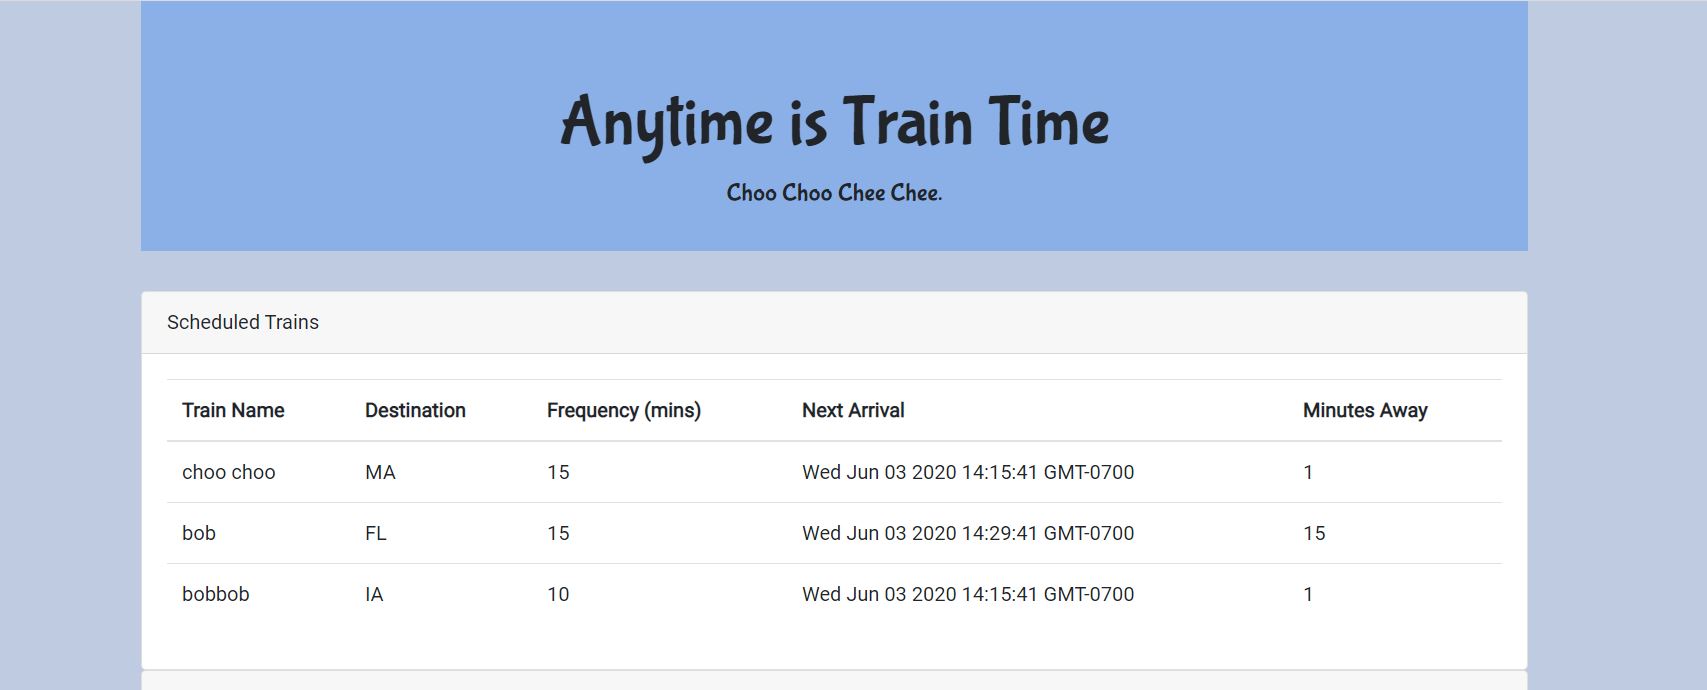 Anytime is Train Time
Choo Choo Chee Chee.
Scheduled Trains
Train Name Destination Frequency (mins) Next Arrival Minutes Away
choo choo MA 15 Wed Jun 03 2020 14:15:41 GMT-0700 1
bob FL 15 Wed Jun 03 2020 14:29:41 GMT-0700 15
bobbob IA 10 Wed Jun 03 2020 14:15:41 GMT-0700 1